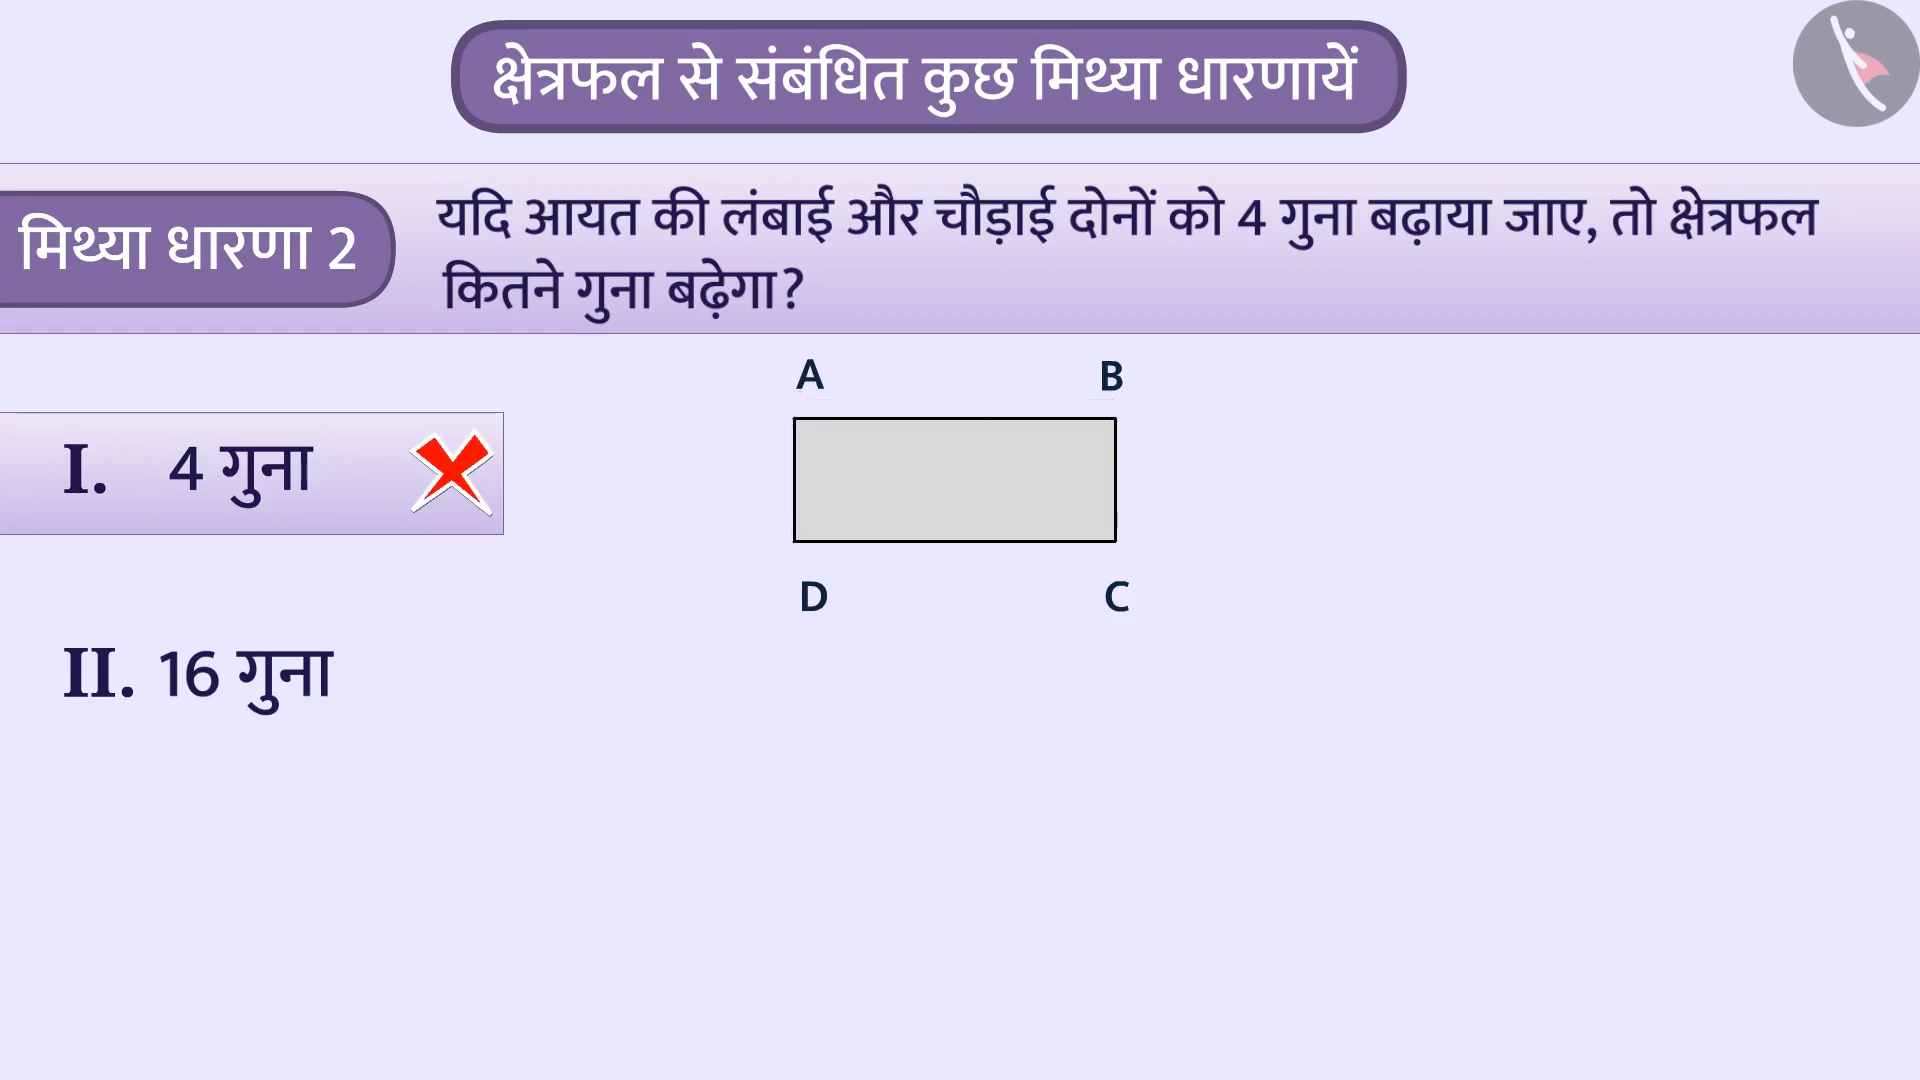 क्षेत्रफल से संबंधित कुछ मिथ्या धारणायें
मिथ्या धारणा 2
यदि आयत की लंबाई और चौड़ाई दोनों को 4 गुना बढ़ाया जाए, तो क्षेत्रफल
कितने गुना बढ़ेगा?
A B
I. 4 गुना
D C
II. 16 गुना